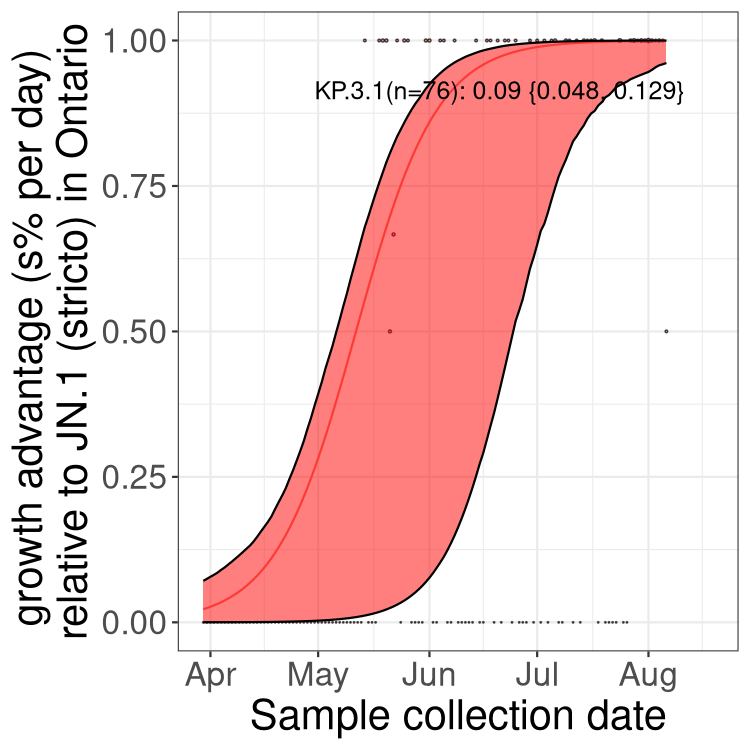 growth advantage (s% per day)
relative to JN.1 (stricto) in Ontario
1.00
0.75
0.50
0.25
0.00
KP.3.1(n=76): 0.09 {0.048, 0.129}
Apr May Jun Jul Aug
Sample collection date